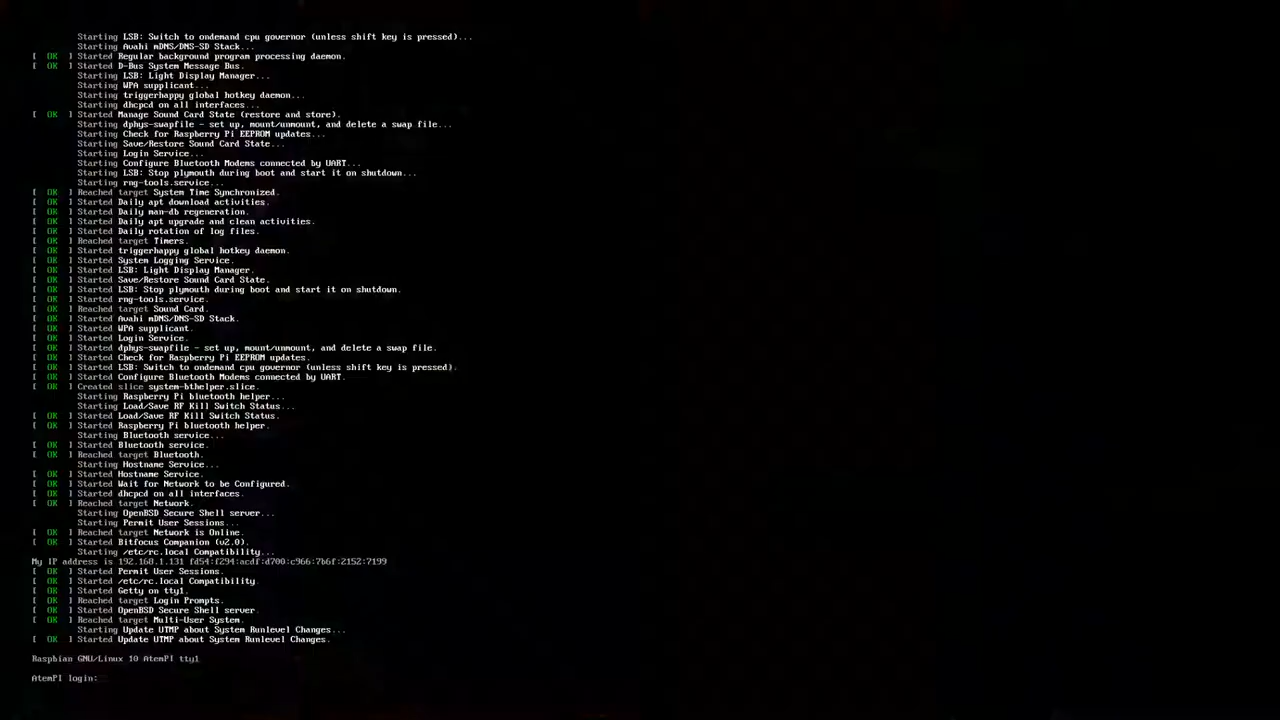 Starting LSB: Switch to ondemand cpu governor (unless shift key is pressed)...
Starting Avahi mDNS/DNS-SD Stack...
[ OK ] Started Regular background program processing daemon.
[ OK ] Started D-Bus System Message Bus.
Starting LSB: Light Display Manager...
Starting WPA supplicant...
Starting triggerhappy global hotkey daemon...
Starting dhcpcd on all interfaces...
[ OK ] Started Manage Sound Card State (restore and store).
Starting dphys-swapfile - set up, mount/unmount, and delete a swap file...
Starting Check for Raspberry Pi EEPROM updates...
Starting Save/Restore Sound Card State...
Starting Login Service...
Starting Configure Bluetooth Modems connected by UART...
Starting LSB: Stop plymouth during boot and start it on shutdown...
Starting rng-tools.service...
[ OK ] Reached target System Time Synchronized.
[ OK ] Started Daily apt download activities.
[ OK ] Started Daily man-db regeneration.
[ OK ] Started Daily apt upgrade and clean activities.
[ OK ] Started Daily rotation of log files.
[ OK ] Reached target Timers.
[ OK ] Started triggerhappy global hotkey daemon.
[ OK ] Started System Logging Service.
[ OK ] Started LSB: Light Display Manager.
[ OK ] Started Save/Restore Sound Card State.
[ OK ] Started LSB: Stop plymouth during boot and start it on shutdown.
[ OK ] Started rng-tools.service.
[ OK ] Reached target Sound Card.
[ OK ] Started Avahi mDNS/DNS-SD Stack.
[ OK ] Started WPA supplicant.
[ OK ] Started Login Service.
[ OK ] Started dphys-swapfile - set up, mount/unmount, and delete a swap file.
[ OK ] Started Check for Raspberry Pi EEPROM updates.
[ OK ] Started LSB: Switch to ondemand cpu governor (unless shift key is pressed).
[ OK ] Started Configure Bluetooth Modems connected by UART.
[ OK ] Created slice system-bthelper.slice.
Starting Raspberry Pi bluetooth helper...
Starting Load/Save RF Kill Switch Status...
[ OK ] Started Load/Save RF Kill Switch Status.
[ OK ] Started Raspberry Pi bluetooth helper.
Starting Bluetooth service...
[ OK ] Started Bluetooth service.
[ OK ] Reached target Bluetooth.
Starting Hostname Service...
[ OK ] Started Hostname Service.
[ OK ] Started Wait for Network to be Configured.
[ OK ] Started dhcpcd on all interfaces.
[ OK ] Reached target Network.
Starting OpenBSD Secure Shell server...
Starting Permit User Sessions...
[ OK ] Reached target Network is Online.
[ OK ] Started Bitfocus Companion (v2.0).
Starting /etc/rc.local Compatibility...
My IP address is 192.168.1.131 fd54:f294:acdf:d700:c966:7b6f:2152:7199
[ OK ] Started Permit User Sessions.
[ OK ] Started /etc/rc.local Compatibility.
[ OK ] Started Getty on tty1.
[ OK ] Reached target Login Prompts.
[ OK ] Started OpenBSD Secure Shell server.
[ OK ] Reached target Multi-User System.
Starting Update UTMP about System Runlevel Changes...
[ OK ] Started Update UTMP about System Runlevel Changes.
Raspbian GNU/Linux 10 AtemPI tty1
AtemPI login: